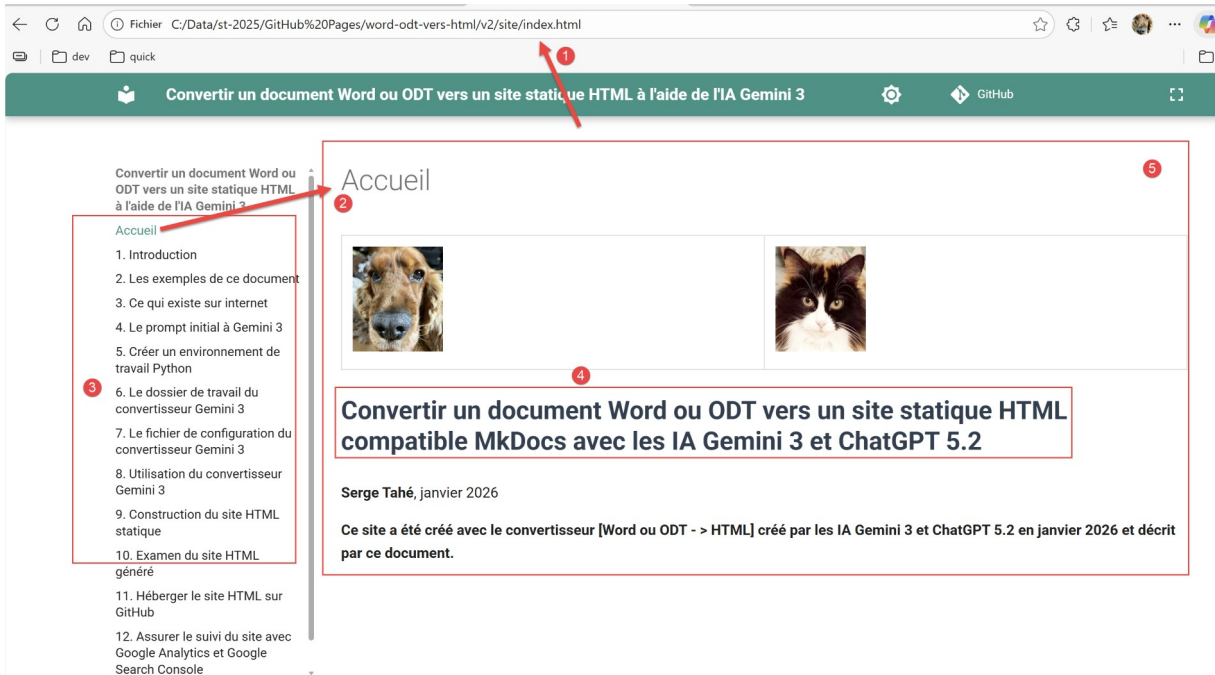 Fichier C:/Data/st-2025/GitHub%20Pages/word-odt-vers-html/v2/site/index.html
1
dev
quick
Convertir un document Word ou ODT vers un site statique HTML à l'aide de l'IA Gemini 3
GitHub
Convertir un document Word ou
ODT vers un site statique HTML
à l'aide de l'IA Gemini 3
Accueil
1. Introduction
2. Les exemples de ce document
3. Ce qui existe sur internet
4. Le prompt initial à Gemini 3
5. Créer un environnement de
travail Python
3
6. Le dossier de travail du
convertisseur Gemini 3
7. Le fichier de configuration du
convertisseur Gemini 3
8. Utilisation du convertisseur
Gemini 3
9. Construction du site HTML
statique
10. Examen du site HTML
généré
11. Héberger le site HTML sur
GitHub
12. Assurer le suivi du site avec
Google Analytics et Google
Search Console
5
Accueil
2
4
Convertir un document Word ou ODT vers un site statique HTML
compatible MkDocs avec les IA Gemini 3 et ChatGPT 5.2
Serge Tahé, janvier 2026
Ce site a été créé avec le convertisseur [Word ou ODT - > HTML] créé par les IA Gemini 3 et ChatGPT 5.2 en janvier 2026 et décrit
par ce document.